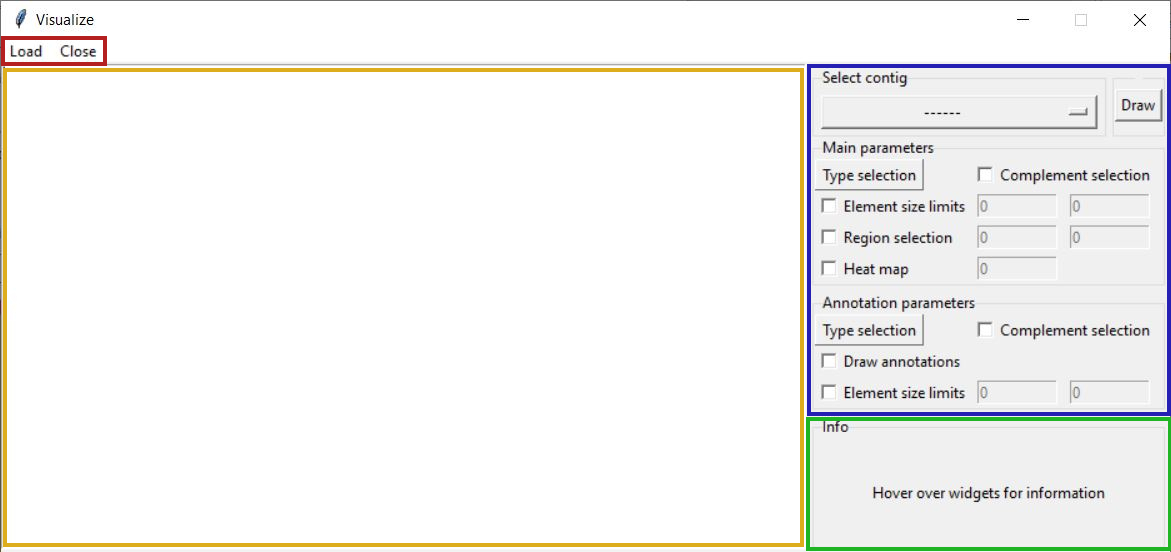 Visualize
Load Close
Select contig
------ Draw
Main parameters
Type selection Complement selection
Element size limits 0 0
Region selection 0 0
Heat map 0
Annotation parameters
Type selection Complement selection
Draw annotations
Element size limits 0 0
Info
Hover over widgets for information